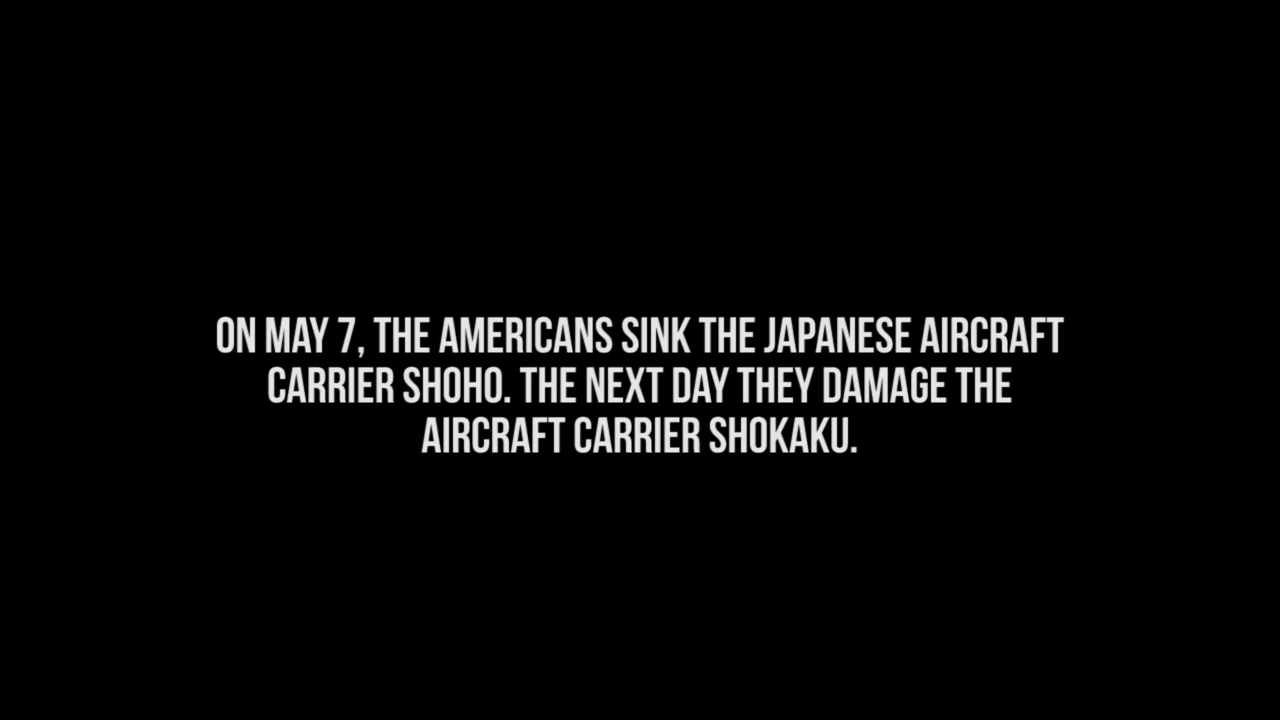 ON MAY 7, THE AMERICANS SINK THE JAPANESE AIRCRAFT
CARRIER SHOHO. THE NEXT DAY THEY DAMAGE THE
AIRCRAFT CARRIER SHOKAKU.